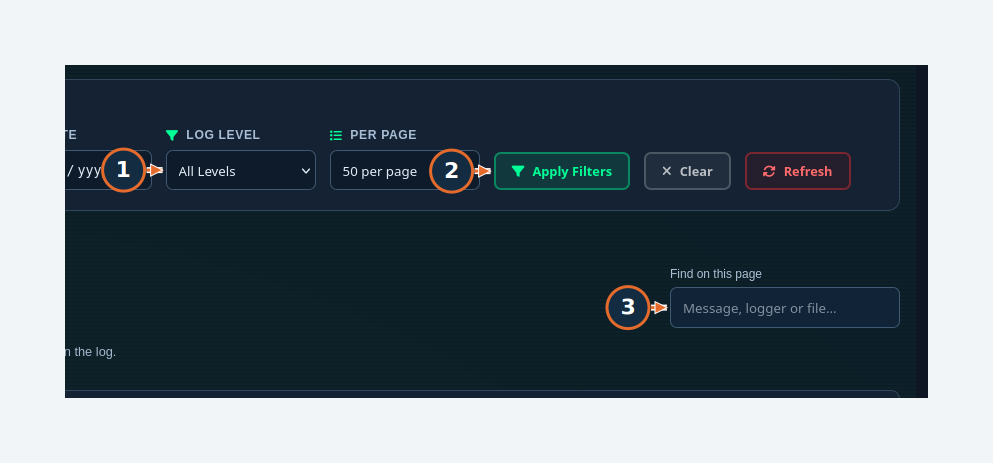 TE LOG LEVEL PER PAGE
/ yyy 1 All Levels 50 per page 2 Apply Filters Clear Refresh
Find on this page
3 Message, logger or file...
n the log.